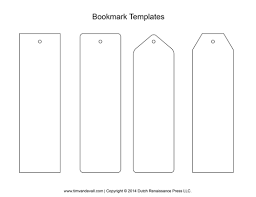 Bookmark Templates
www.timvandevall.com | Copyright © 2014 Dutch Renaissance Press LLC.